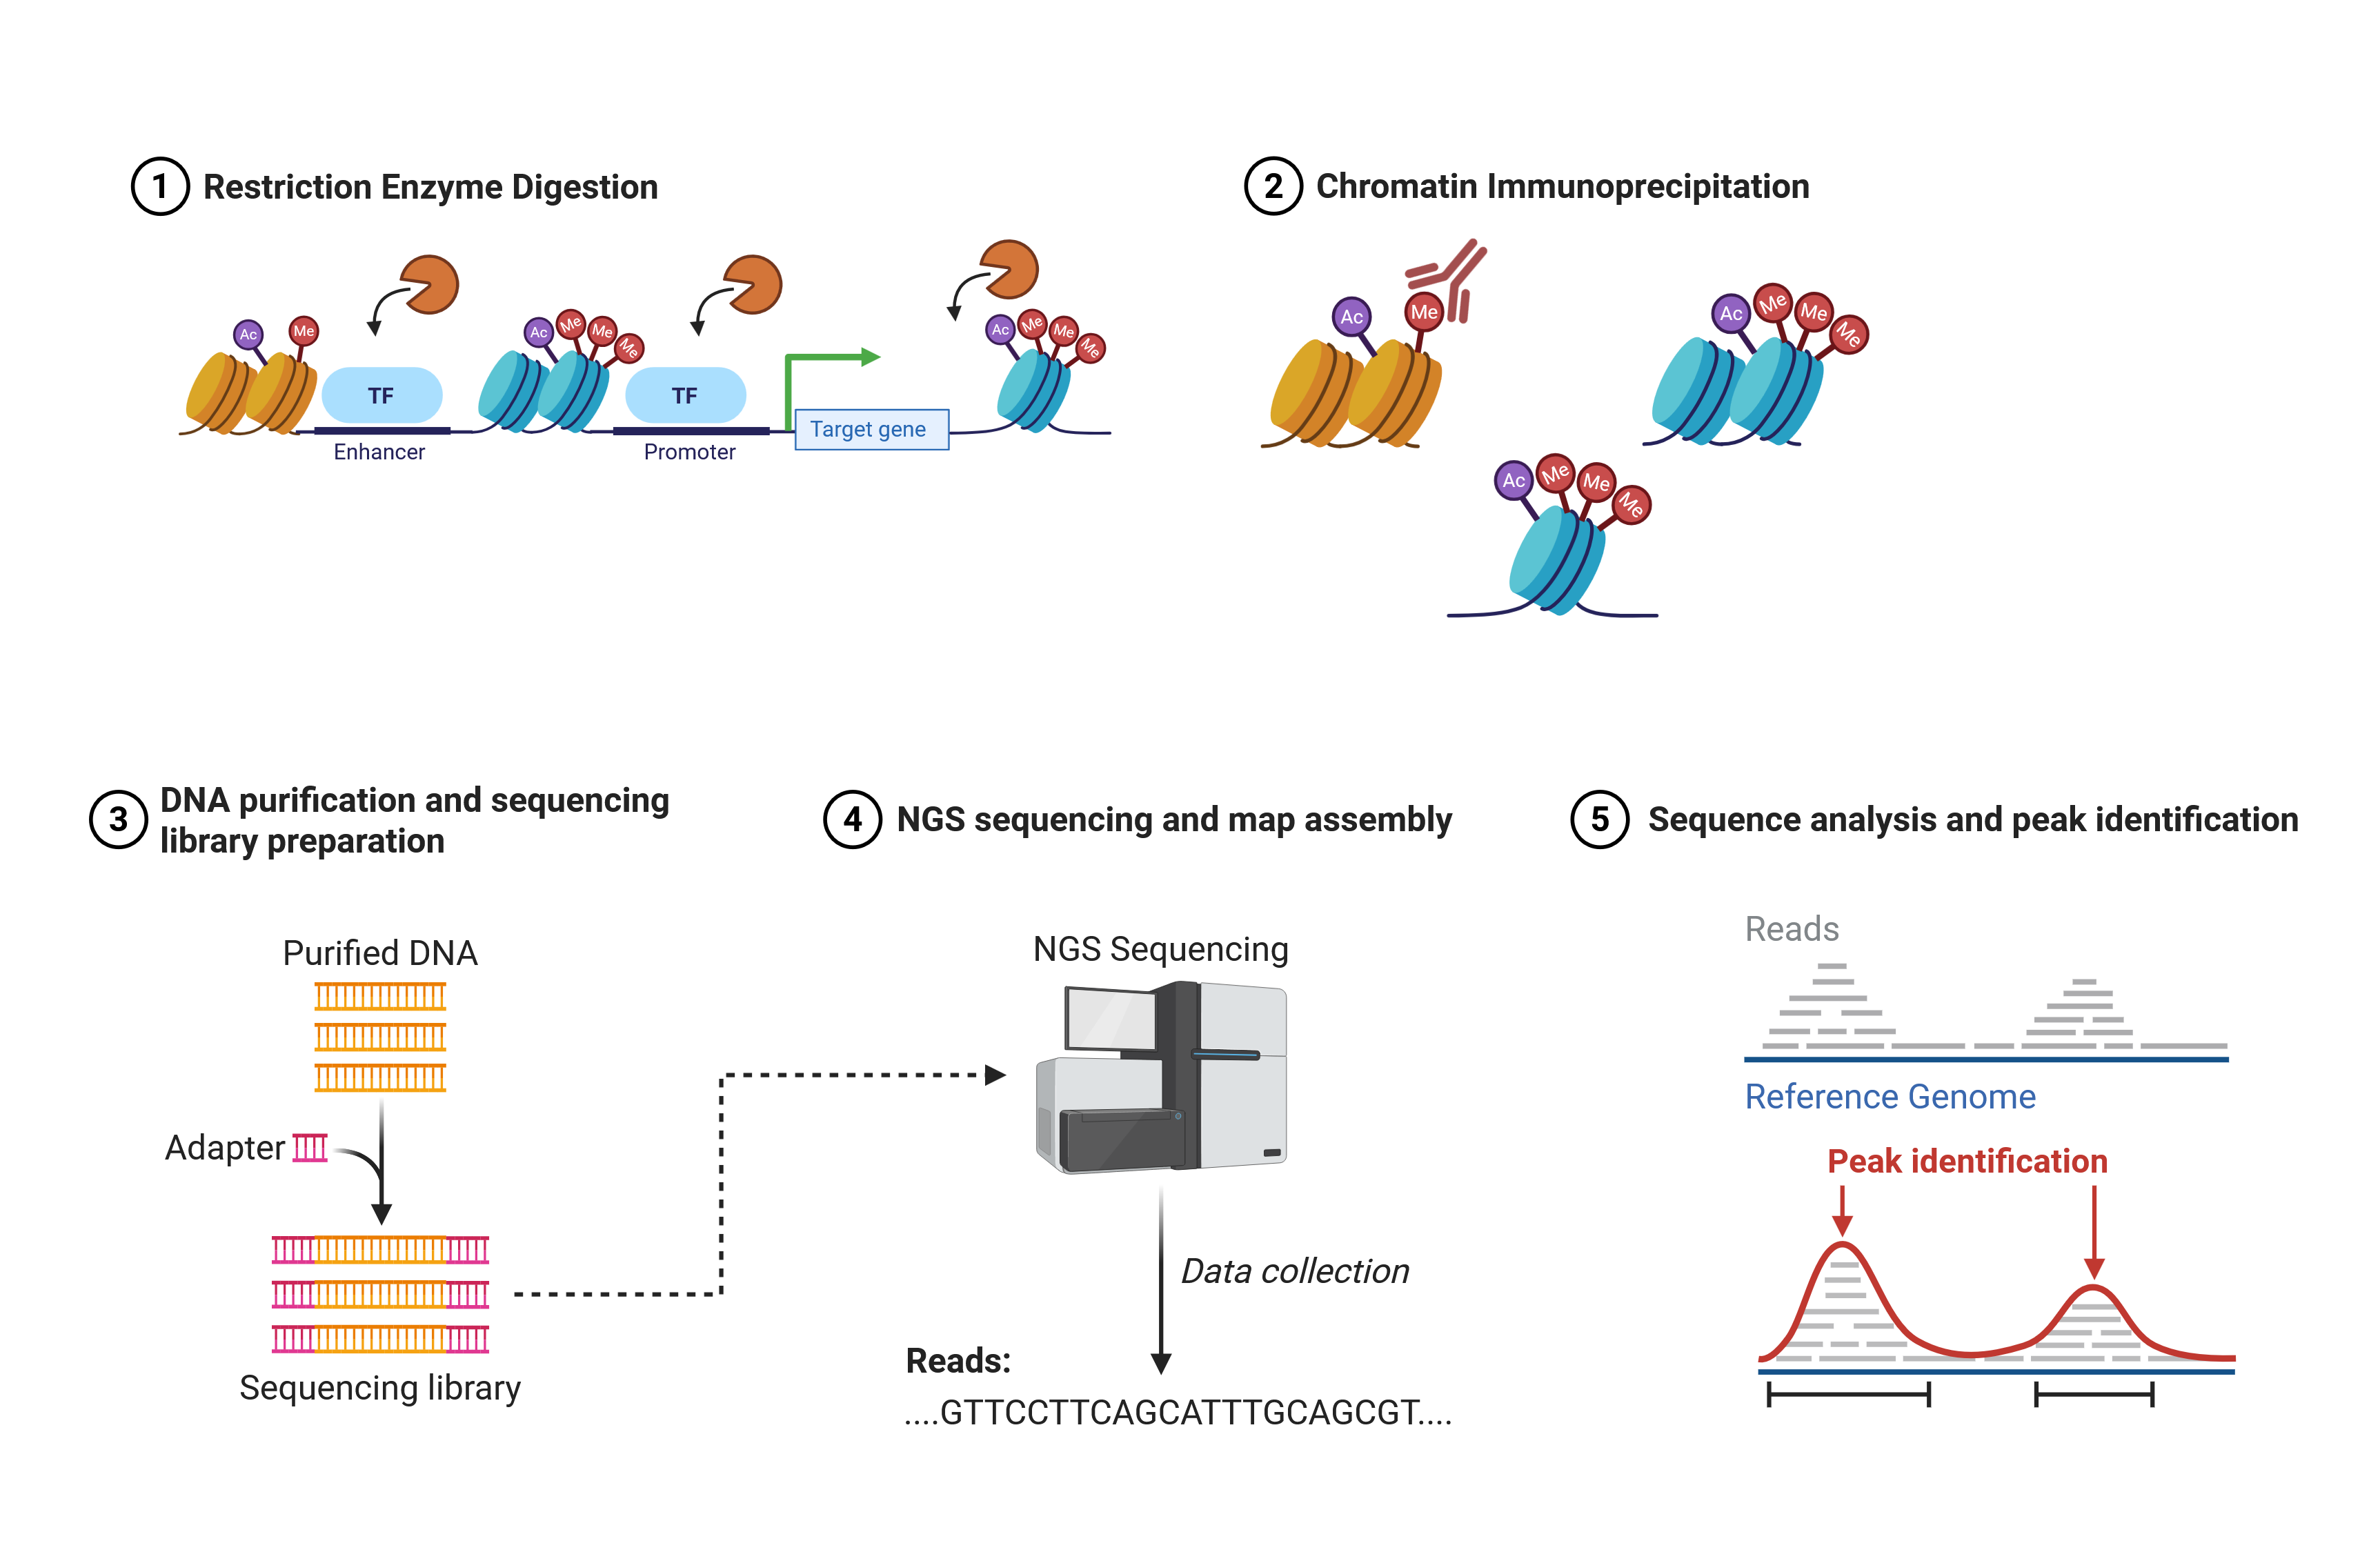 1 Restriction Enzyme Digestion
Ac Me
TF
Enhancer
Ac Me Me Me
TF
Promoter
Target gene
Ac Me Me Me
2 Chromatin Immunoprecipitation
Ac Me
Ac Me Me Me
Ac Me Me Me
3 DNA purification and sequencing
library preparation
Purified DNA
Adapter
Sequencing library
4 NGS sequencing and map assembly
NGS Sequencing
Data collection
Reads:
....GTTCCTTCAGCATTTGCAGCGT....
5 Sequence analysis and peak identification
Reads
Reference Genome
Peak identification